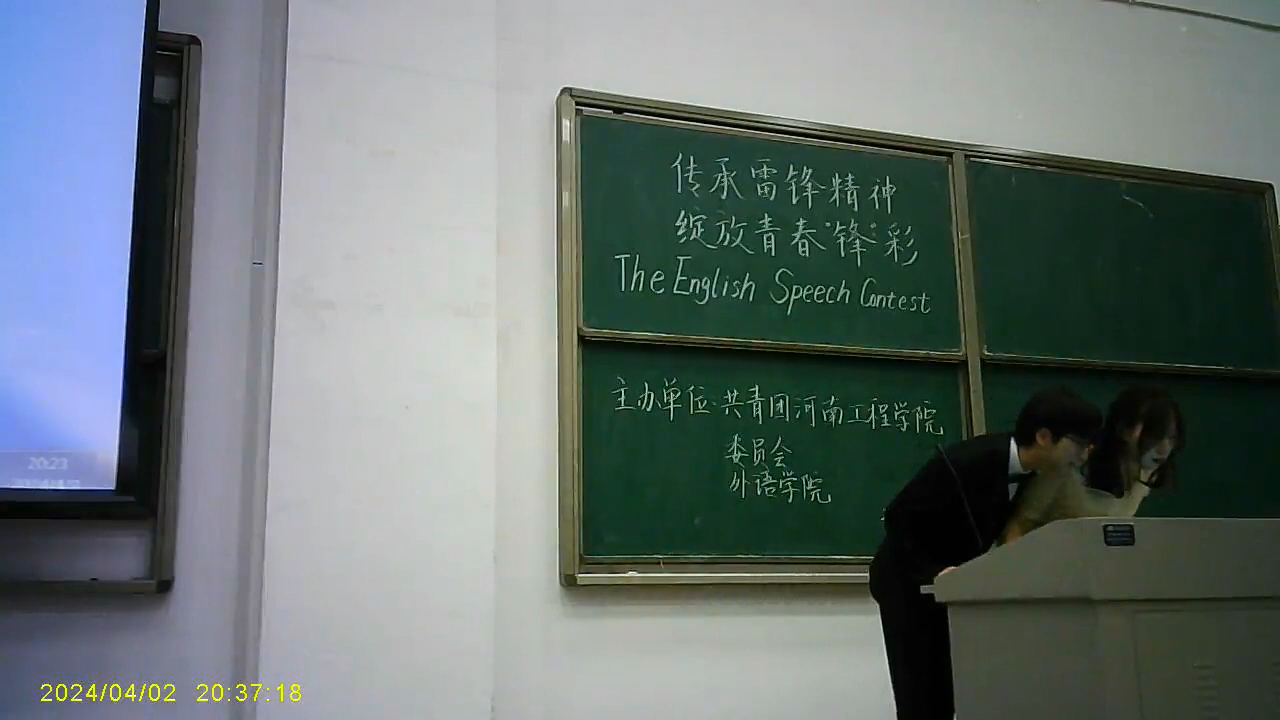 传承雷锋精神
绽放青春"锋"彩
The English Speech Contest
主办单位:共青团河南工程学院
委员会
外语学院
20:23
2024/04/02 20:37:18